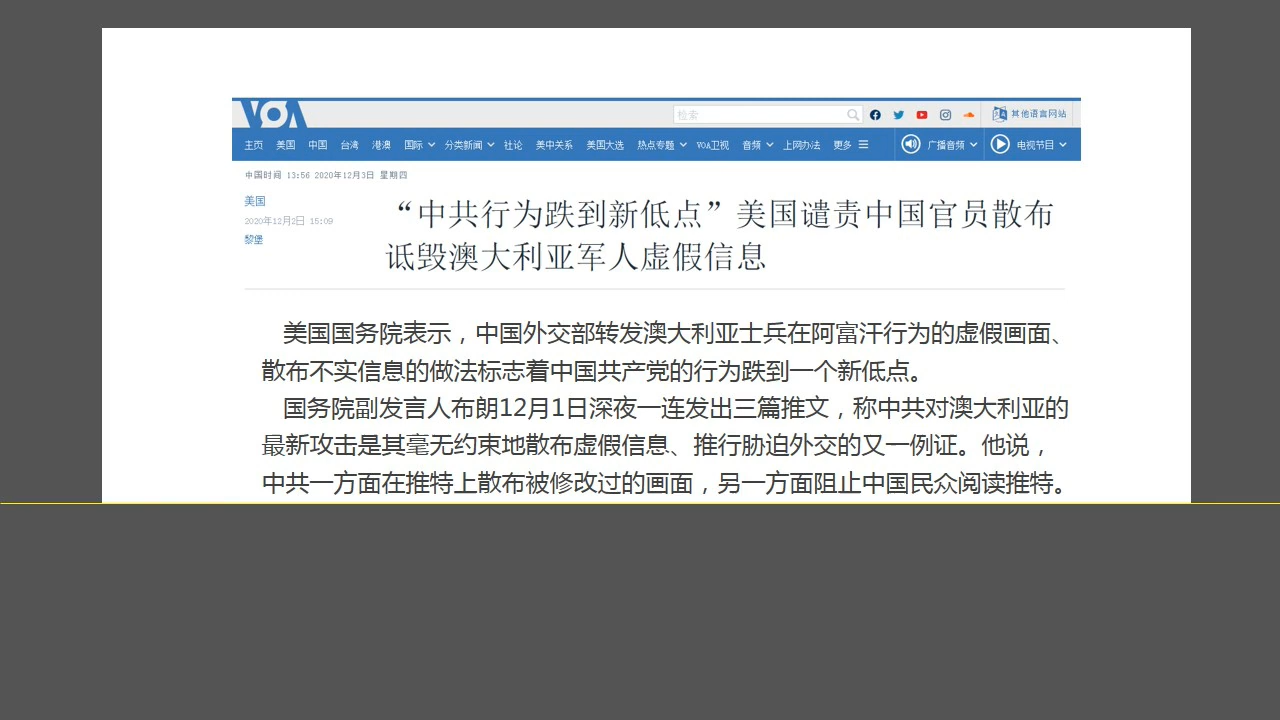 VOA
检索
其他语言网站
主页 美国 中国 台湾 港澳 国际 分类新闻 社论 美中关系 美国大选 热点专题 VOA卫视 音频 上网办法 更多 广播音频 电视节目
中国时间 13:56 2020年12月3日 星期四
美国
2020年12月2日 15:09
黎堡
“中共行为跌到新低点”美国谴责中国官员散布
诋毁澳大利亚军人虚假信息
美国国务院表示，中国外交部转发澳大利亚士兵在阿富汗行为的虚假画面、
散布不实信息的做法标志着中国共产党的行为跌到一个新低点。
国务院副发言人布朗12月1日深夜一连发出三篇推文，称中共对澳大利亚的
最新攻击是其毫无约束地散布虚假信息、推行胁迫外交的又一例证。他说，
中共一方面在推特上散布被修改过的画面，另一方面阻止中国民众阅读推特。